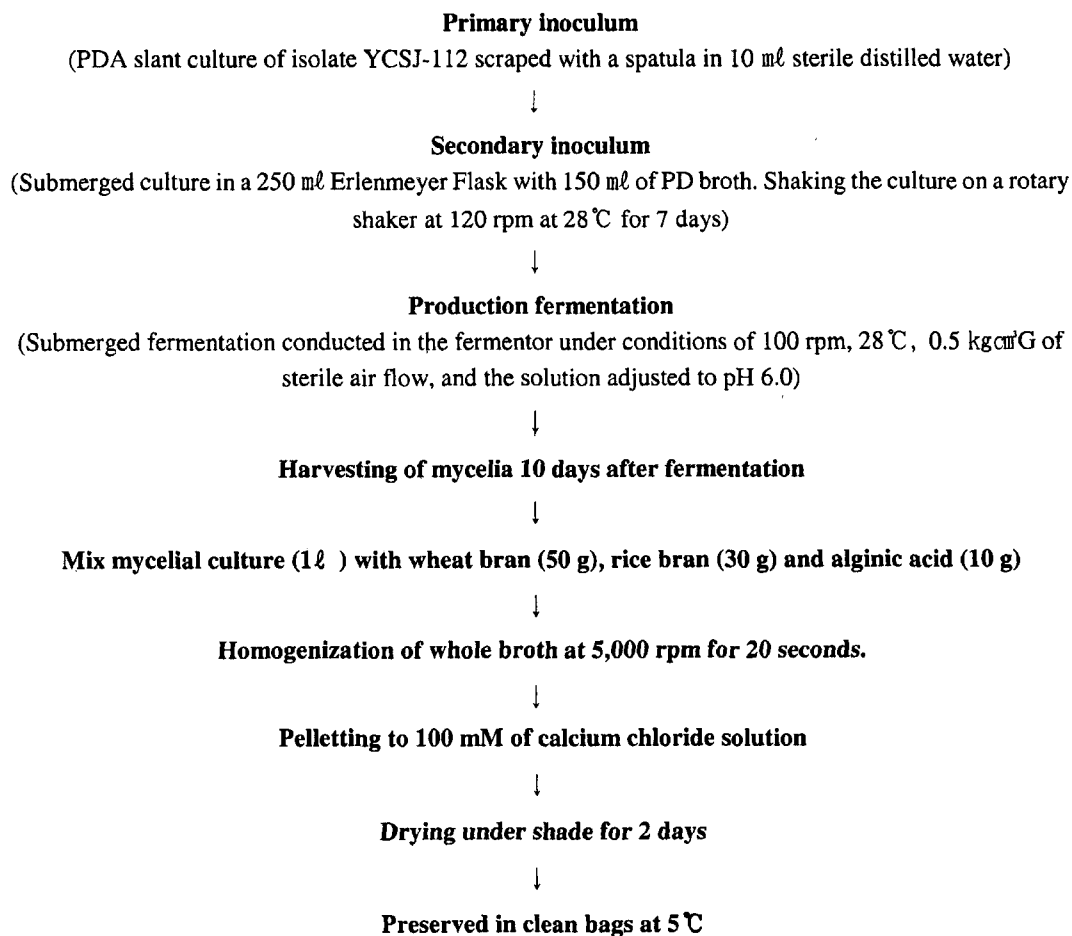 Primary inoculum
(PDA slant culture of isolate YCSJ-112 scraped with a spatula in 10 ㎖ sterile distilled water)
↓
Secondary inoculum
(Submerged culture in a 250 ㎖ Erlenmeyer Flask with 150 ㎖ of PD broth. Shaking the culture on a rotary
shaker at 120 rpm at 28℃ for 7 days)
↓
Production fermentation
(Submerged fermentation conducted in the fermentor under conditions of 100 rpm, 28℃, 0.5 kg㎤G of
sterile air flow, and the solution adjusted to pH 6.0)
↓
Harvesting of mycelia 10 days after fermentation
↓
Mix mycelial culture (1ℓ ) with wheat bran (50 g), rice bran (30 g) and alginic acid (10 g)
↓
Homogenization of whole broth at 5,000 rpm for 20 seconds.
↓
Pelletting to 100 mM of calcium chloride solution
↓
Drying under shade for 2 days
↓
Preserved in clean bags at 5℃